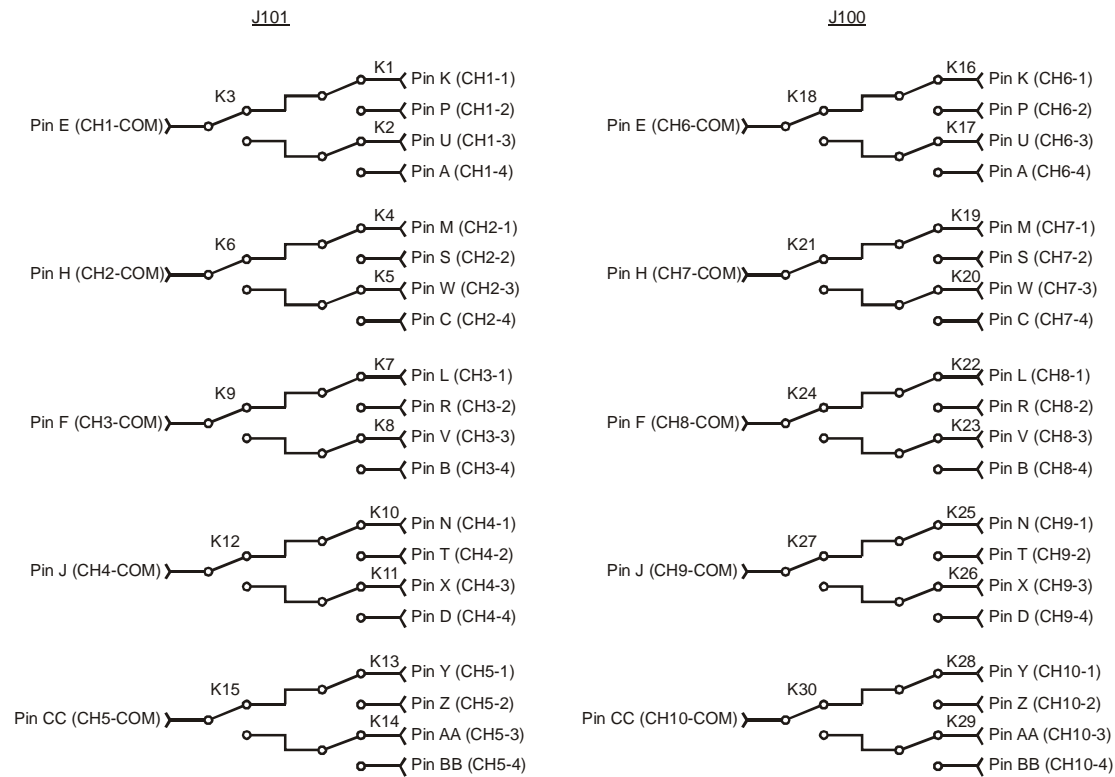 J101
K1
Pin K (CH1-1)
K3
Pin P (CH1-2)
Pin E (CH1-COM)
K2
Pin U (CH1-3)
Pin A (CH1-4)
K4
Pin M (CH2-1)
K6
Pin S (CH2-2)
Pin H (CH2-COM)
K5
Pin W (CH2-3)
Pin C (CH2-4)
K7
Pin L (CH3-1)
K9
Pin R (CH3-2)
Pin F (CH3-COM)
K8
Pin V (CH3-3)
Pin B (CH3-4)
K10
Pin N (CH4-1)
K12
Pin T (CH4-2)
Pin J (CH4-COM)
K11
Pin X (CH4-3)
Pin D (CH4-4)
K13
Pin Y (CH5-1)
K15
Pin Z (CH5-2)
Pin CC (CH5-COM)
K14
Pin AA (CH5-3)
Pin BB (CH5-4)
J100
K16
Pin K (CH6-1)
K18
Pin P (CH6-2)
Pin E (CH6-COM)
K17
Pin U (CH6-3)
Pin A (CH6-4)
K19
Pin M (CH7-1)
K21
Pin S (CH7-2)
Pin H (CH7-COM)
K20
Pin W (CH7-3)
Pin C (CH7-4)
K22
Pin L (CH8-1)
K24
Pin R (CH8-2)
Pin F (CH8-COM)
K23
Pin V (CH8-3)
Pin B (CH8-4)
K25
Pin N (CH9-1)
K27
Pin T (CH9-2)
Pin J (CH9-COM)
K26
Pin X (CH9-3)
Pin D (CH9-4)
K28
Pin Y (CH10-1)
K30
Pin Z (CH10-2)
Pin CC (CH10-COM)
K29
Pin AA (CH10-3)
Pin BB (CH10-4)